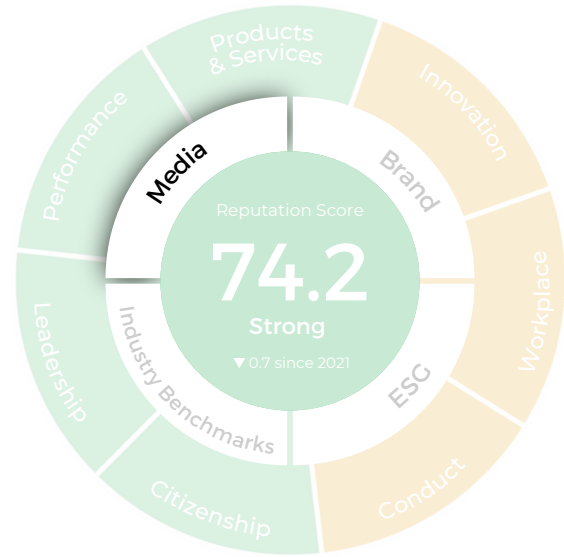 Products
& Services
Innovation
Workplace
Conduct
Citizenship
Leadership
Performance
Media
Brand
ESG
Industry Benchmarks
Reputation Score
74.2
Strong
▼ 0.7 since 2021